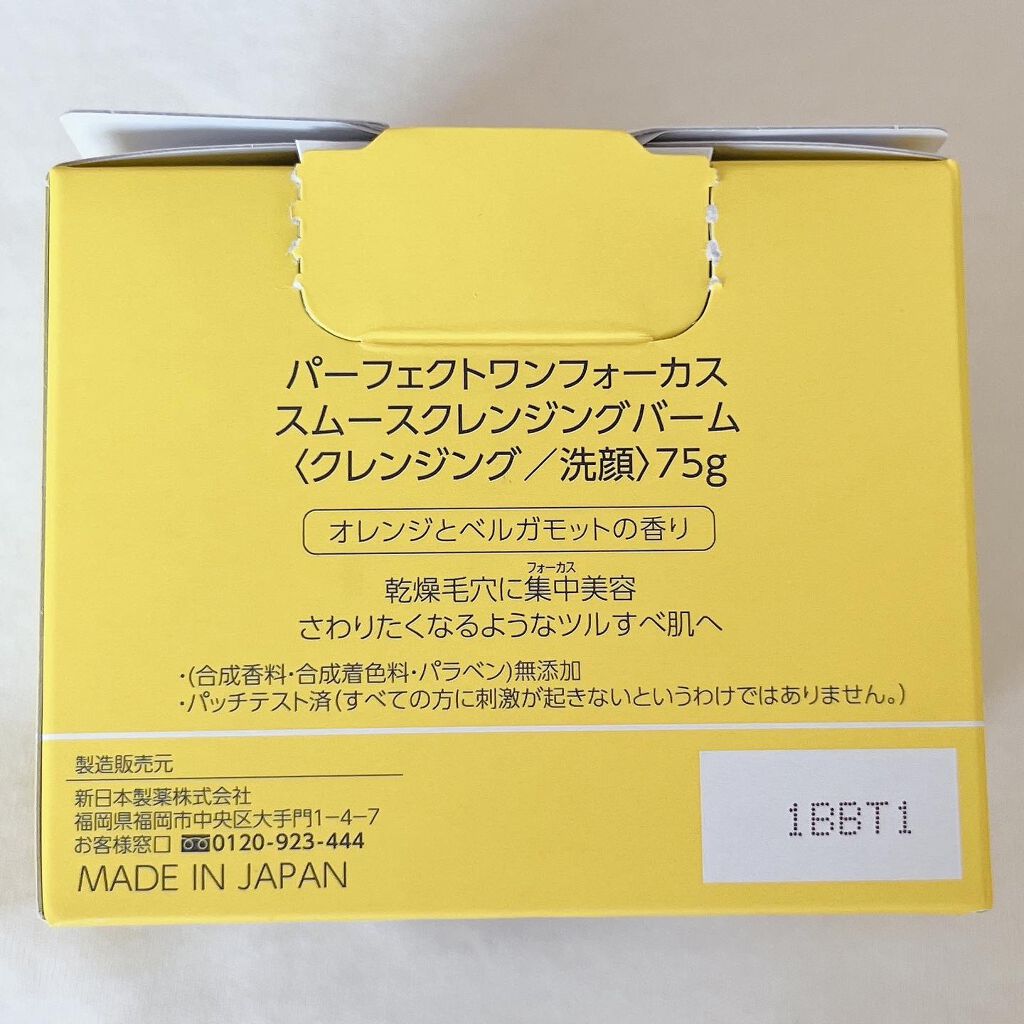 パーフェクトワンフォーカス
スムースクレンジングバーム
〈クレンジング／洗顔〉75g
オレンジとベルガモットの香り
フォーカス
乾燥毛穴に集中美容
さわりたくなるようなツルすべ肌へ
・(合成香料・合成着色料・パラベン)無添加
・パッチテスト済(すべての方に刺激が起きないというわけではありません。)
製造販売元
新日本製薬株式会社
福岡県福岡市中央区大手門1-4-7
お客様窓口 0120-923-444
MADE IN JAPAN
1BBT1